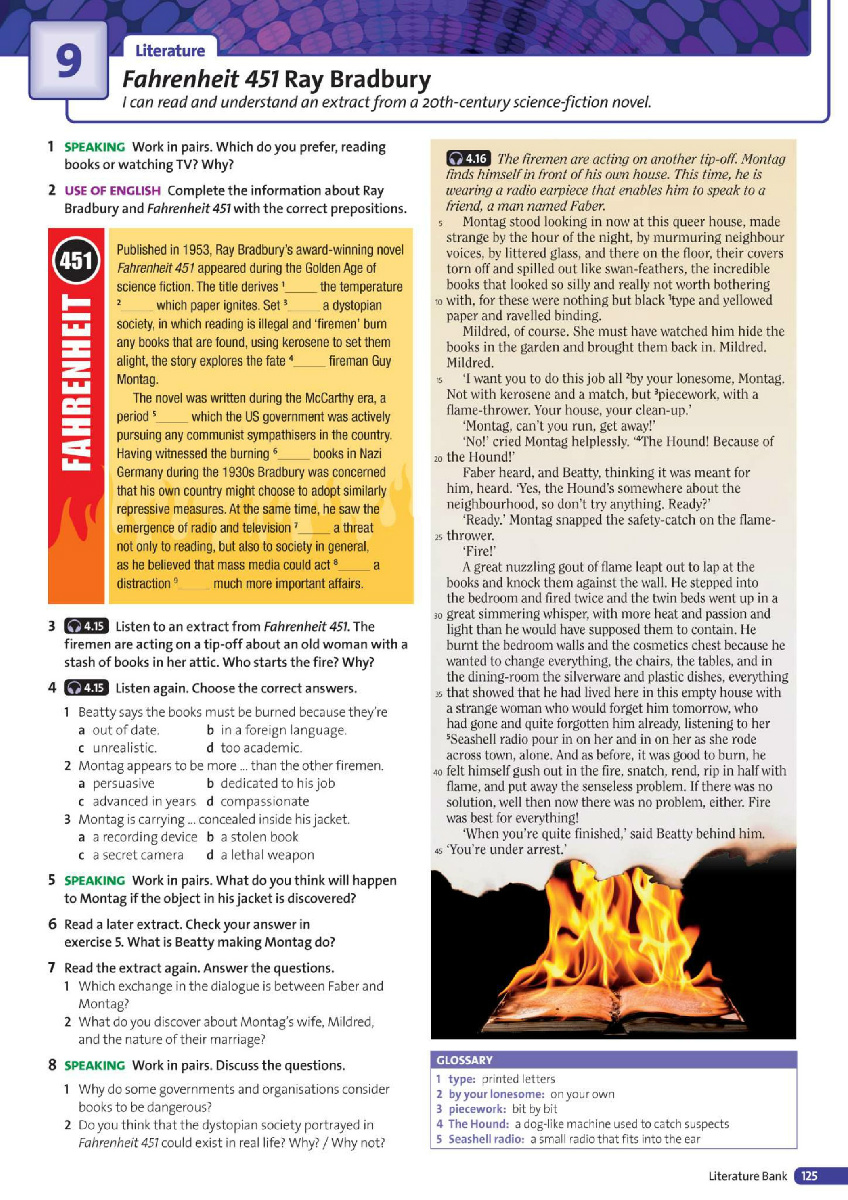 9
Literature
Fahrenheit 451 Ray Bradbury
I can read and understand an extract from a 20th-century science-fiction novel.
1 SPEAKING Work in pairs. Which do you prefer, reading
books or watching TV? Why?
2 USE OF ENGLISH Complete the information about Ray
Bradbury and Fahrenheit 451 with the correct prepositions.
451
FAHRENHEIT
Published in 1953, Ray Bradbury's award-winning novel
Fahrenheit 451 appeared during the Golden Age of
science fiction. The title derives 1_____ the temperature
2_____ which paper ignites. Set 3_____ a dystopian
society, in which reading is illegal and 'firemen' burn
any books that are found, using kerosene to set them
alight, the story explores the fate 4_____ fireman Guy
Montag.
The novel was written during the McCarthy era, a
period 5_____ which the US government was actively
pursuing any communist sympathisers in the country.
Having witnessed the burning 6_____ books in Nazi
Germany during the 1930s Bradbury was concerned
that his own country might choose to adopt similarly
repressive measures. At the same time, he saw the
emergence of radio and television 7_____ a threat
not only to reading, but also to society in general,
as he believed that mass media could act 8_____ a
distraction 9_____ much more important affairs.
3 4.15 Listen to an extract from Fahrenheit 451. The
firemen are acting on a tip-off about an old woman with a
stash of books in her attic. Who starts the fire? Why?
4 4.15 Listen again. Choose the correct answers.
1 Beatty says the books must be burned because they're
a out of date. b in a foreign language.
c unrealistic. d too academic.
2 Montag appears to be more ... than the other firemen.
a persuasive b dedicated to his job
c advanced in years d compassionate
3 Montag is carrying ... concealed inside his jacket.
a a recording device b a stolen book
c a secret camera d a lethal weapon
5 SPEAKING Work in pairs. What do you think will happen
to Montag if the object in his jacket is discovered?
6 Read a later extract. Check your answer in
exercise 5. What is Beatty making Montag do?
7 Read the extract again. Answer the questions.
1 Which exchange in the dialogue is between Faber and
Montag?
2 What do you discover about Montag's wife, Mildred,
and the nature of their marriage?
8 SPEAKING Work in pairs. Discuss the questions.
1 Why do some governments and organisations consider
books to be dangerous?
2 Do you think that the dystopian society portrayed in
Fahrenheit 451 could exist in real life? Why? / Why not?
4.16 The firemen are acting on another tip-off. Montag
finds himself in front of his own house. This time, he is
wearing a radio earpiece that enables him to speak to a
friend, a man named Faber.
5 Montag stood looking in now at this queer house, made
strange by the hour of the night, by murmuring neighbour
voices, by littered glass, and there on the floor, their covers
torn off and spilled out like swan-feathers, the incredible
books that looked so silly and really not worth bothering
10 with, for these were nothing but black 1type and yellowed
paper and ravelled binding.
Mildred, of course. She must have watched him hide the
books in the garden and brought them back in. Mildred.
Mildred.
15 'I want you to do this job all 2by your lonesome, Montag.
Not with kerosene and a match, but 3piecework, with a
flame-thrower. Your house, your clean-up.'
'Montag, can't you run, get away!'
'No!' cried Montag helplessly. '4The Hound! Because of
20 the Hound!'
Faber heard, and Beatty, thinking it was meant for
him, heard. 'Yes, the Hound's somewhere about the
neighbourhood, so don't try anything. Ready?'
'Ready.' Montag snapped the safety-catch on the flame-
25 thrower.
'Fire!'
A great nuzzling gout of flame leapt out to lap at the
books and knock them against the wall. He stepped into
the bedroom and fired twice and the twin beds went up in a
30 great simmering whisper, with more heat and passion and
light than he would have supposed them to contain. He
burnt the bedroom walls and the cosmetics chest because he
wanted to change everything, the chairs, the tables, and in
the dining-room the silverware and plastic dishes, everything
35 that showed that he had lived here in this empty house with
a strange woman who would forget him tomorrow, who
had gone and quite forgotten him already, listening to her
5Seashell radio pour in on her and in on her as she rode
across town, alone. And as before, it was good to burn, he
40 felt himself gush out in the fire, snatch, rend, rip in half with
flame, and put away the senseless problem. If there was no
solution, well then now there was no problem, either. Fire
was best for everything!
'When you're quite finished,' said Beatty behind him.
45 'You're under arrest.'
GLOSSARY
1 type: printed letters
2 by your lonesome: on your own
3 piecework: bit by bit
4 The Hound: a dog-like machine used to catch suspects
5 Seashell radio: a small radio that fits into the ear
Literature Bank 125